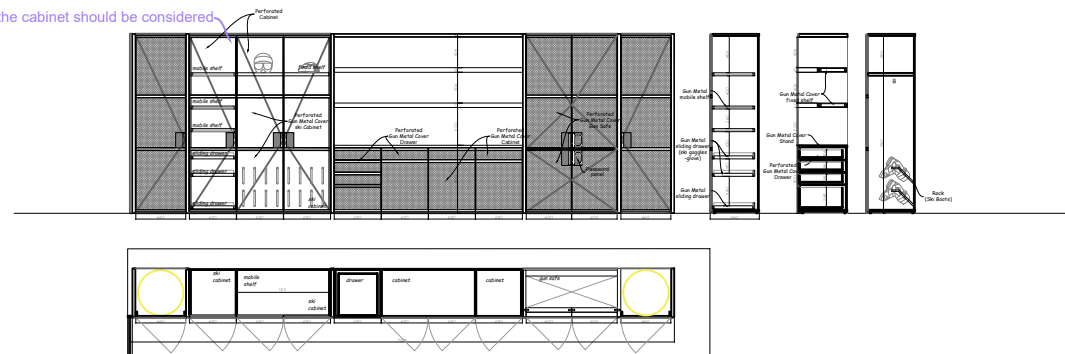 the cabinet should be considered
Perforated
Cabinet
mobile shelf
fixed shelf
mobile shelf
mobile shelf
Perforated
Gun Metal Cover
ski Cabinet
sliding drawer
sliding drawer
sliding drawer
ski
cabinet
Perforated
Gun Metal Cover
Drawer
Perforated
Gun Metal Cover
Cabinet
Perforated
Gun Metal Cover
Gun Safe
Password
panel
Gun Metal
mobile shelf
Gun Metal
sliding drawer
(ski goggles
-glove)
Gun Metal
sliding drawer
Gun Metal Cover
fixed shelf
Gun Metal Cover
Stand
Perforated
Gun Metal Cover
Drawer
Rack
(Ski Boots)
ski
cabinet
mobile
shelf
ski
cabinet
drawer
cabinet
cabinet
gun safe